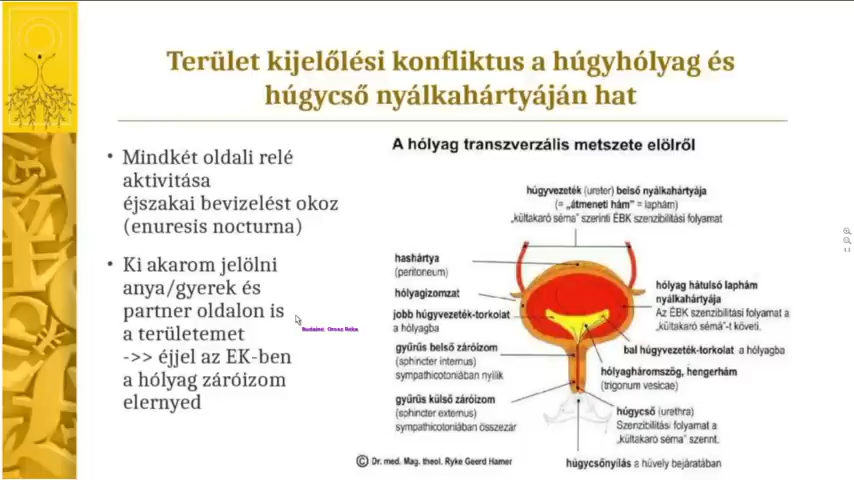 Terület kijelőlési konfliktus a húgyhólyag és
húgycső nyálkahártyáján hat
Mindkét oldali relé
aktivitása
éjszakai bevizelést okoz
(enuresis nocturna)
Ki akarom jelölni
anya/gyerek és
partner oldalon is
a területemet
->> éjjel az EK-ben
a hólyag záróizom
elernyed
Budainé, Orosz Réka
A hólyag transzverzális metszete elölről
húgyvezeték (ureter) belső nyálkahártyája
(= „átmeneti hám” = laphám)
„kültakaró séma” szerinti ÉBK szenzibilitási folyamat
hashártya
(peritoneum)
hólyagizomzat
jobb húgyvezeték-torkolat
a hólyagba
gyűrűs belső záróizom
(sphincter internus)
sympathicotoniában nyílik
gyűrűs külső záróizom
(sphincter externus)
sympathicotoniában összezár
hólyag hátulsó laphám
nyálkahártyája
Az ÉBK szenzibilitási folyamat a
„kültakaró sémá”-t követi.
bal húgyvezeték-torkolat a hólyagba
hólyagháromszög, hengerhám
(trigonum vesicae)
húgycső (urethra)
Szenzibilitási folyamat a
„kültakaró séma” szerint.
húgycsőnyílás a hüvely bejáratában
© Dr. med. Mag. theol. Ryke Geerd Hamer